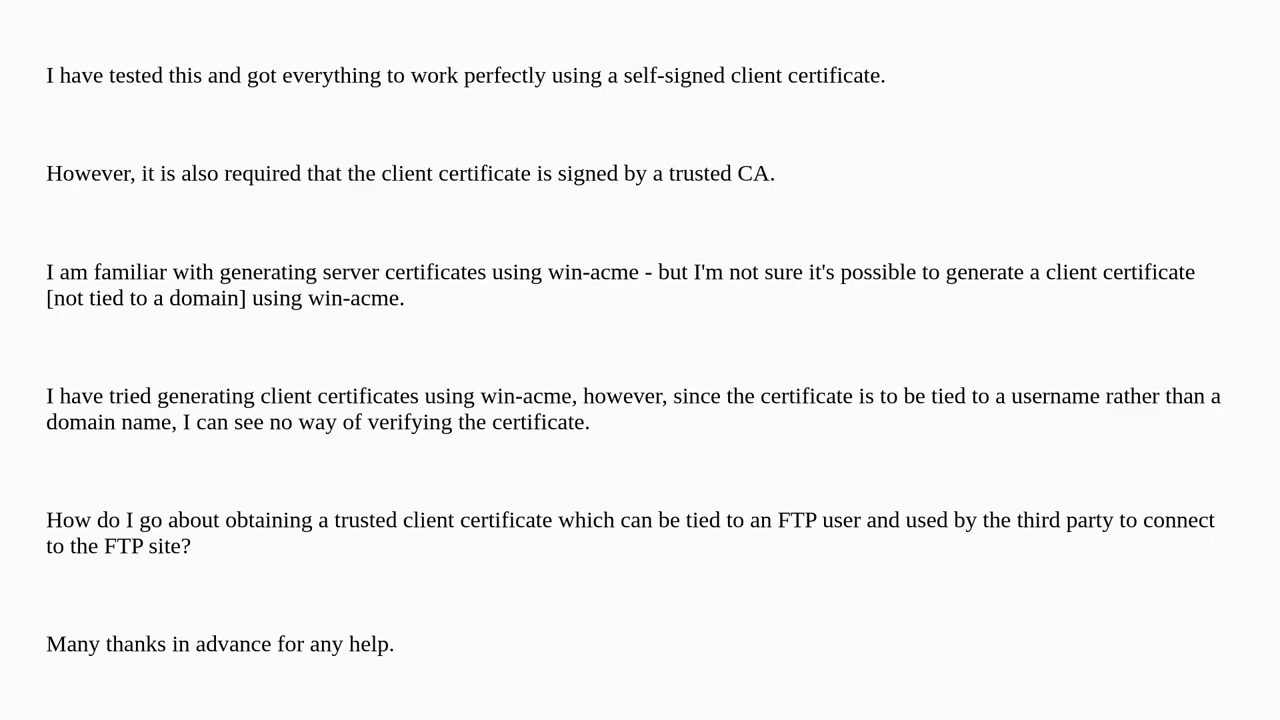 I have tested this and got everything to work perfectly using a self-signed client certificate.
However, it is also required that the client certificate is signed by a trusted CA.
I am familiar with generating server certificates using win-acme - but I'm not sure it's possible to generate a client certificate
[not tied to a domain] using win-acme.
I have tried generating client certificates using win-acme, however, since the certificate is to be tied to a username rather than a
domain name, I can see no way of verifying the certificate.
How do I go about obtaining a trusted client certificate which can be tied to an FTP user and used by the third party to connect
to the FTP site?
Many thanks in advance for any help.